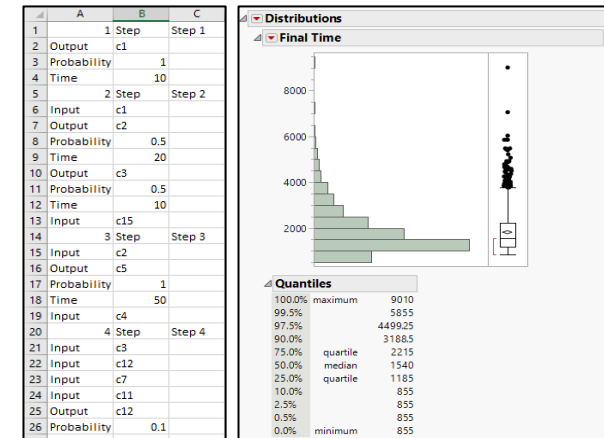 A B C
1 1 Step Step 1
2 Output c1
3 Probability 1
4 Time 10
5 2 Step Step 2
6 Input c1
7 Output c2
8 Probability 0.5
9 Time 20
10 Output c3
11 Probability 0.5
12 Time 10
13 Input c15
14 3 Step Step 3
15 Input c2
16 Output c5
17 Probability 1
18 Time 50
19 Input c4
20 4 Step Step 4
21 Input c3
22 Input c12
23 Input c7
24 Input c11
25 Output c12
26 Probability 0.1
Distributions
Final Time
8000
6000
4000
2000
Quantiles
100.0% maximum 9010
99.5% 5855
97.5% 4499.25
90.0% 3188.5
75.0% quartile 2215
50.0% median 1540
25.0% quartile 1185
10.0% 855
2.5% 855
0.5% 855
0.0% minimum 855